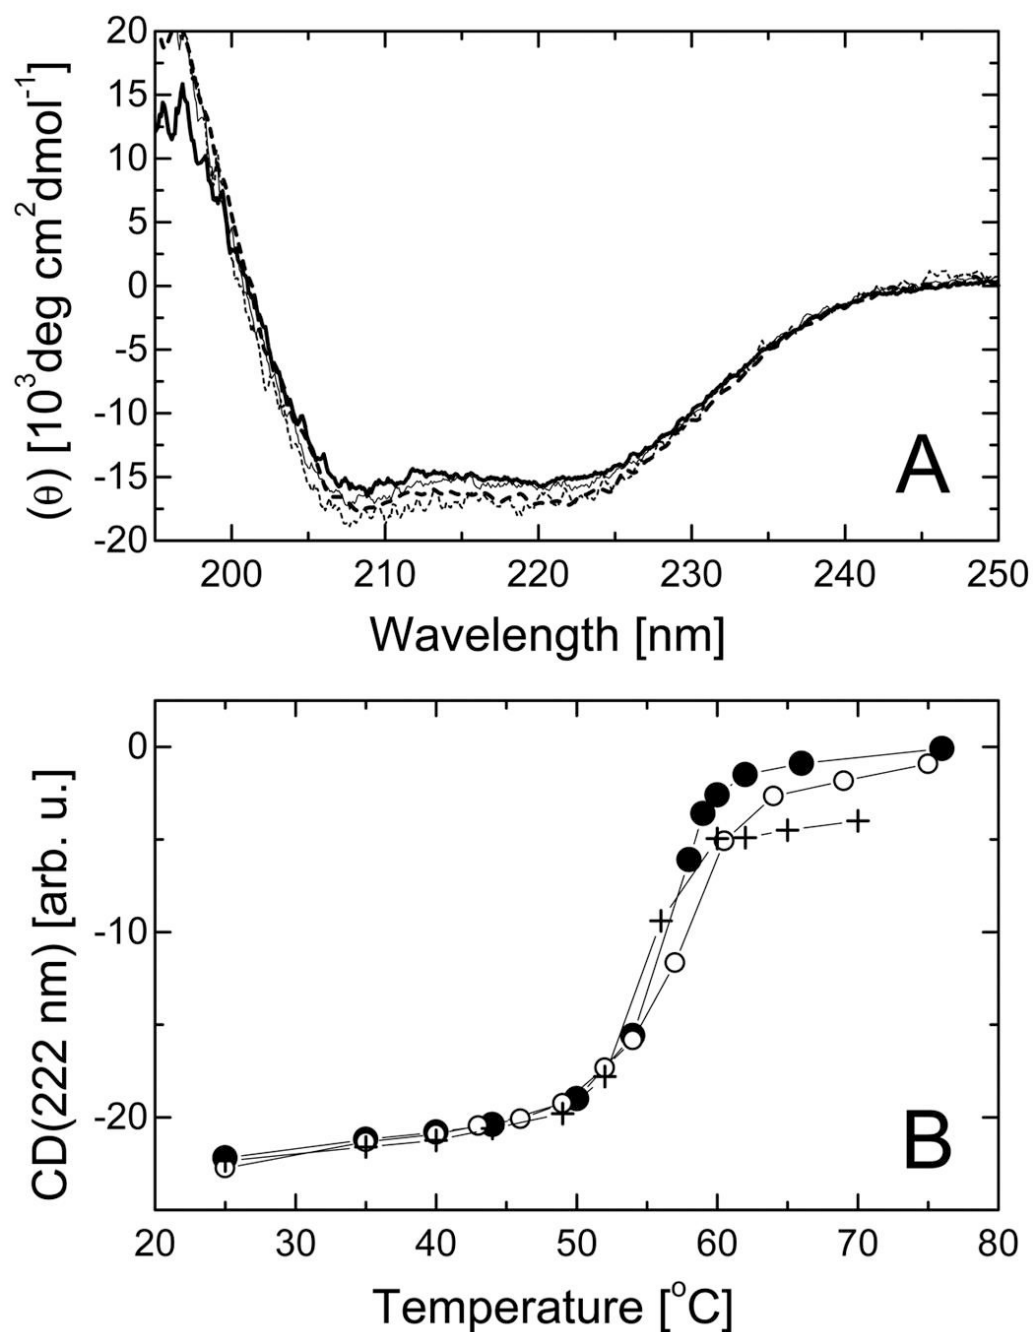 20
15
10
5
0
-5
-10
-15
-20
(θ) [10³deg cm²dmol⁻¹]
A
200 210 220 230 240 250
Wavelength [nm]
0
-10
-20
CD(222 nm) [arb. u.]
B
20 30 40 50 60 70 80
Temperature [°C]